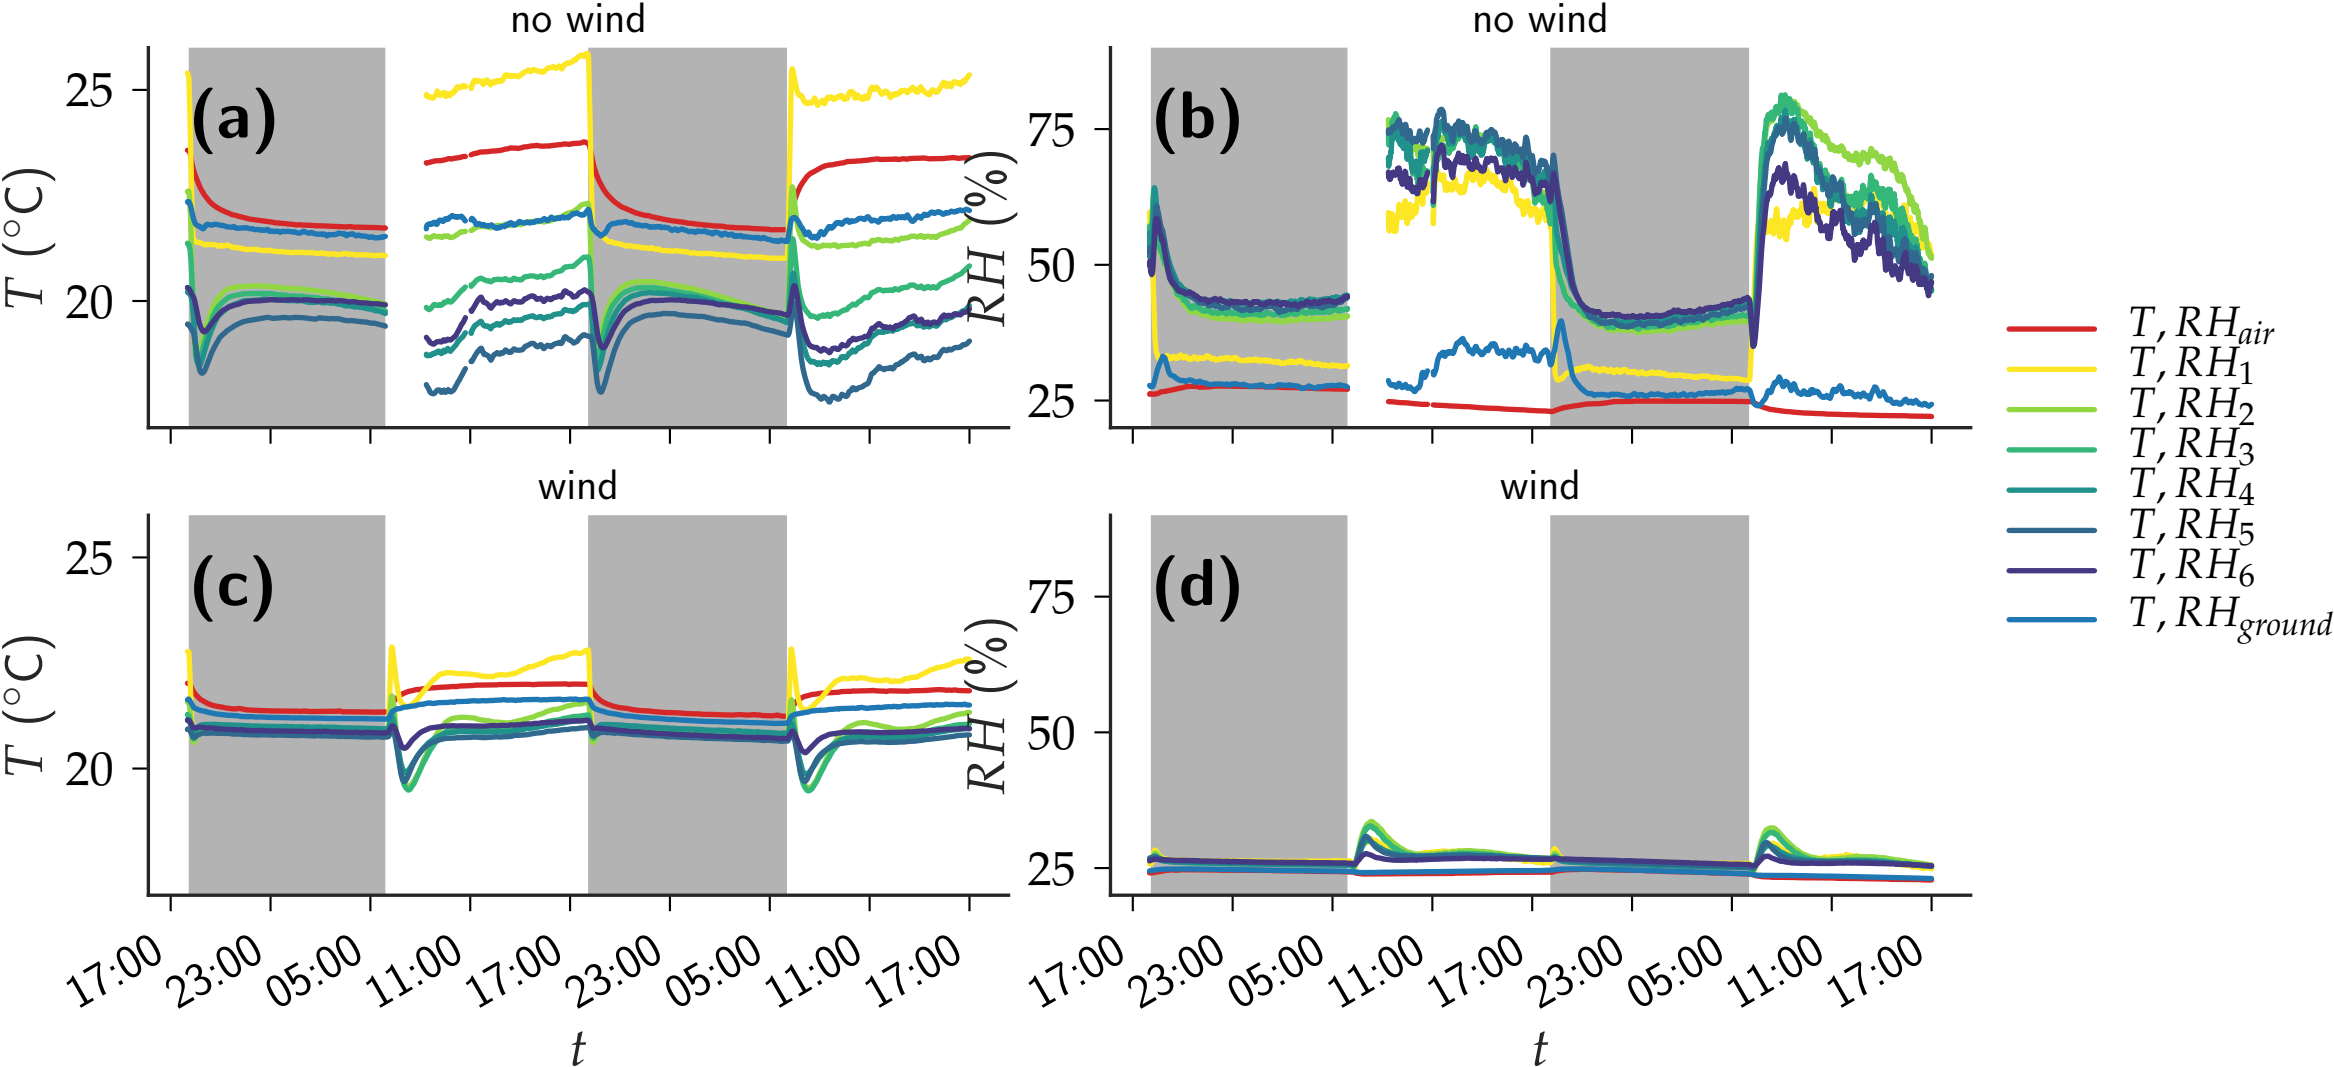 no wind
no wind
(a)
(b)
25
20
T (°C)
75
50
25
RH (%)
wind
wind
(c)
(d)
25
20
T (°C)
75
50
25
RH (%)
17:00 23:00 05:00 11:00 17:00 23:00 05:00 11:00 17:00
17:00 23:00 05:00 11:00 17:00 23:00 05:00 11:00 17:00
t
t
T, RH_air
T, RH_1
T, RH_2
T, RH_3
T, RH_4
T, RH_5
T, RH_6
T, RH_ground